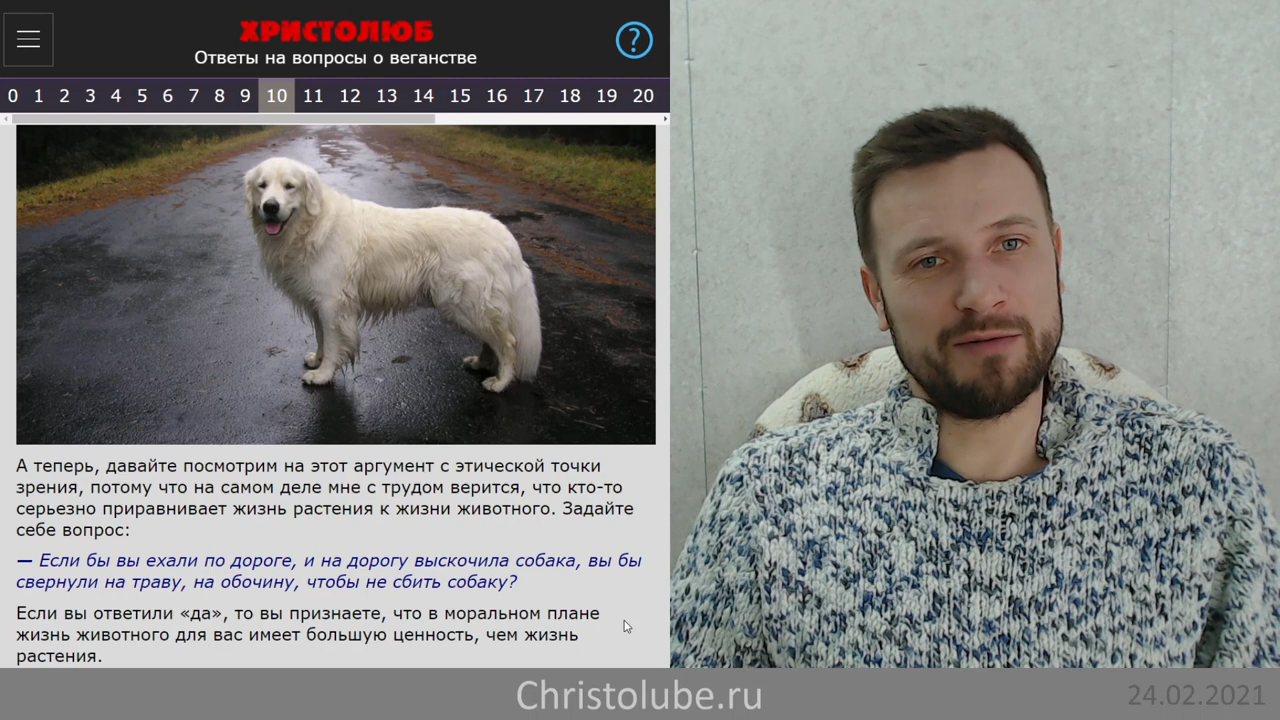 ХРИСТОЛЮБ
Ответы на вопросы о веганстве
?
0 1 2 3 4 5 6 7 8 9 10 11 12 13 14 15 16 17 18 19 20
А теперь, давайте посмотрим на этот аргумент с этической точки
зрения, потому что на самом деле мне с трудом верится, что кто-то
серьезно приравнивает жизнь растения к жизни животного. Задайте
себе вопрос:
— Если бы вы ехали по дороге, и на дорогу выскочила собака, вы бы
свернули на траву, на обочину, чтобы не сбить собаку?
Если вы ответили «да», то вы признаете, что в моральном плане
жизнь животного для вас имеет большую ценность, чем жизнь
растения.
Christolube.ru
24.02.2021